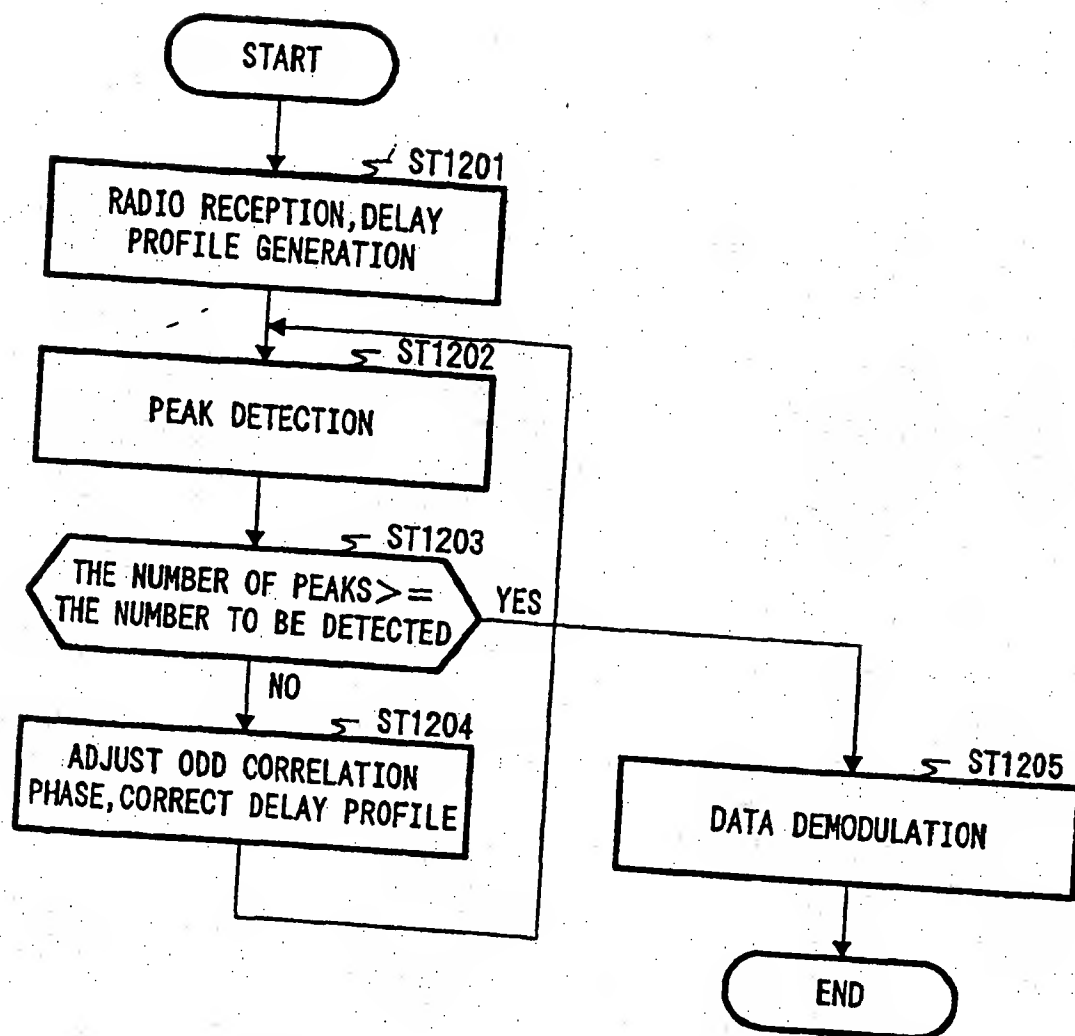 START
ST1201
RADIO RECEPTION, DELAY
PROFILE GENERATION
ST1202
PEAK DETECTION
ST1203
THE NUMBER OF PEAKS>=
THE NUMBER TO BE DETECTED
YES
NO
ST1204
ADJUST ODD CORRELATION
PHASE, CORRECT DELAY PROFILE
ST1205
DATA DEMODULATION
END